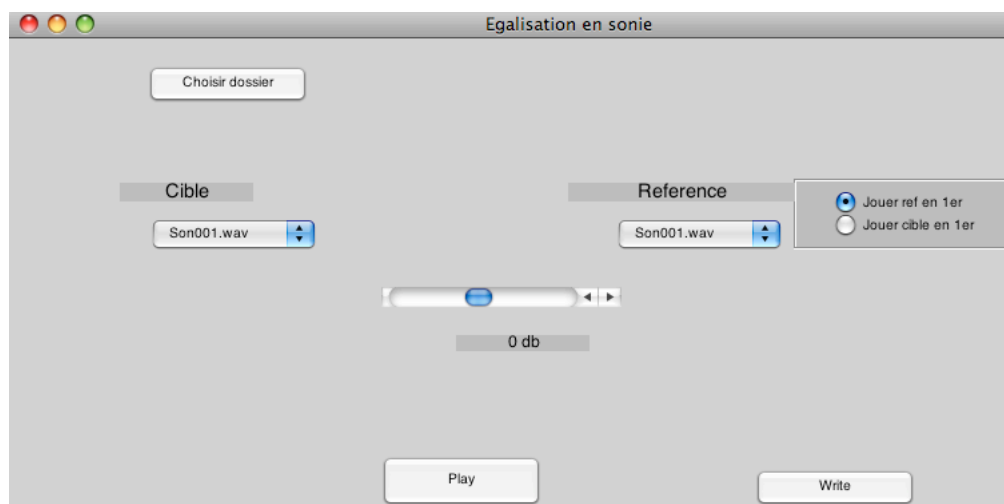 Egalisation en sonie
Choisir dossier
Cible
Reference
Jouer ref en 1er
Jouer cible en 1er
Son001.wav
Son001.wav
0 db
Play
Write